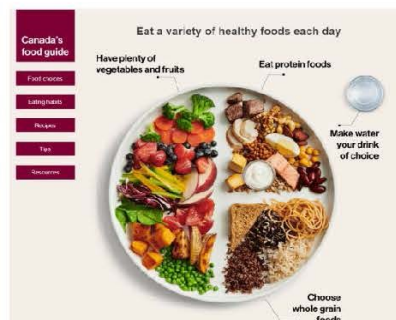 Canada's
food guide
Food choices
Eating habits
Recipes
Tips
Resources
Eat a variety of healthy foods each day
Have plenty of
vegetables and fruits
Eat protein foods
Make water
your drink
of choice
Choose
whole grain
foods